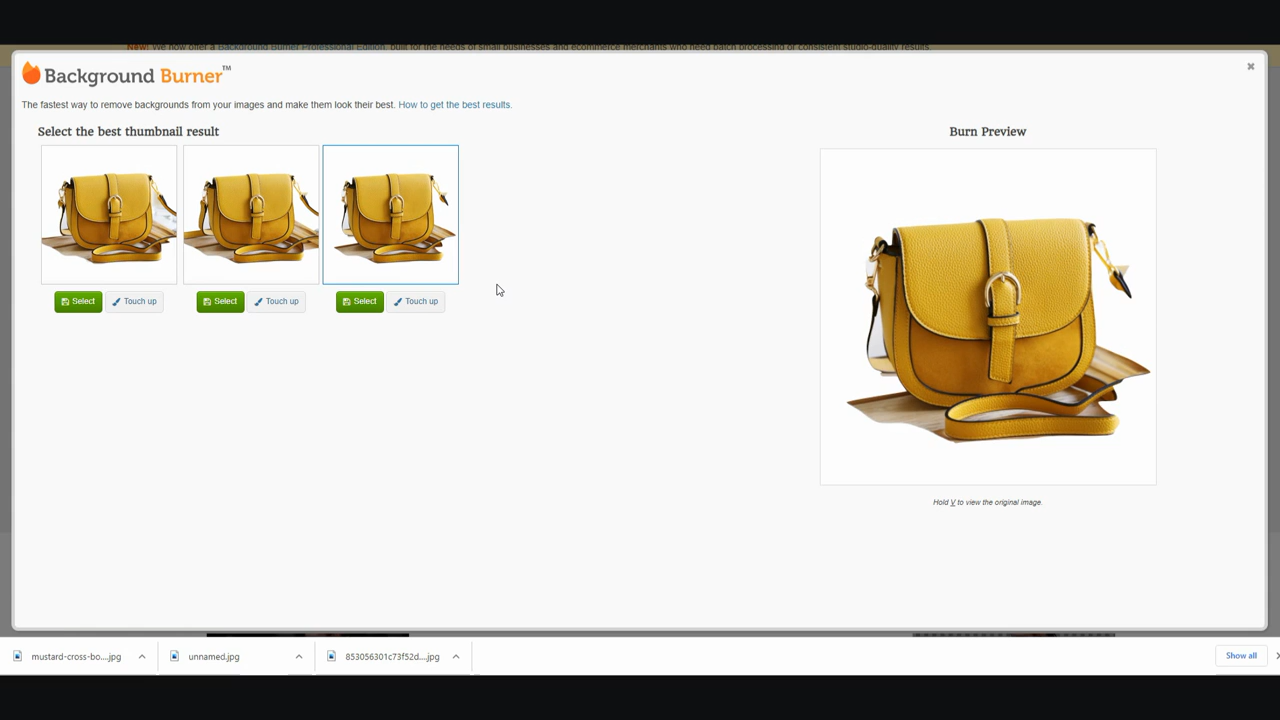 New! We now offer a Background Burner Professional Edition, built for the needs of small businesses and ecommerce merchants who need batch processing or consistent studio-quality results
Background Burner™
The fastest way to remove backgrounds from your images and make them look their best. How to get the best results.
Select the best thumbnail result
Burn Preview
Select Touch up Select Touch up Select Touch up
Hold V to view the original image.
mustard-cross-bo....jpg unnamed.jpg 853056301c73f52d....jpg Show all